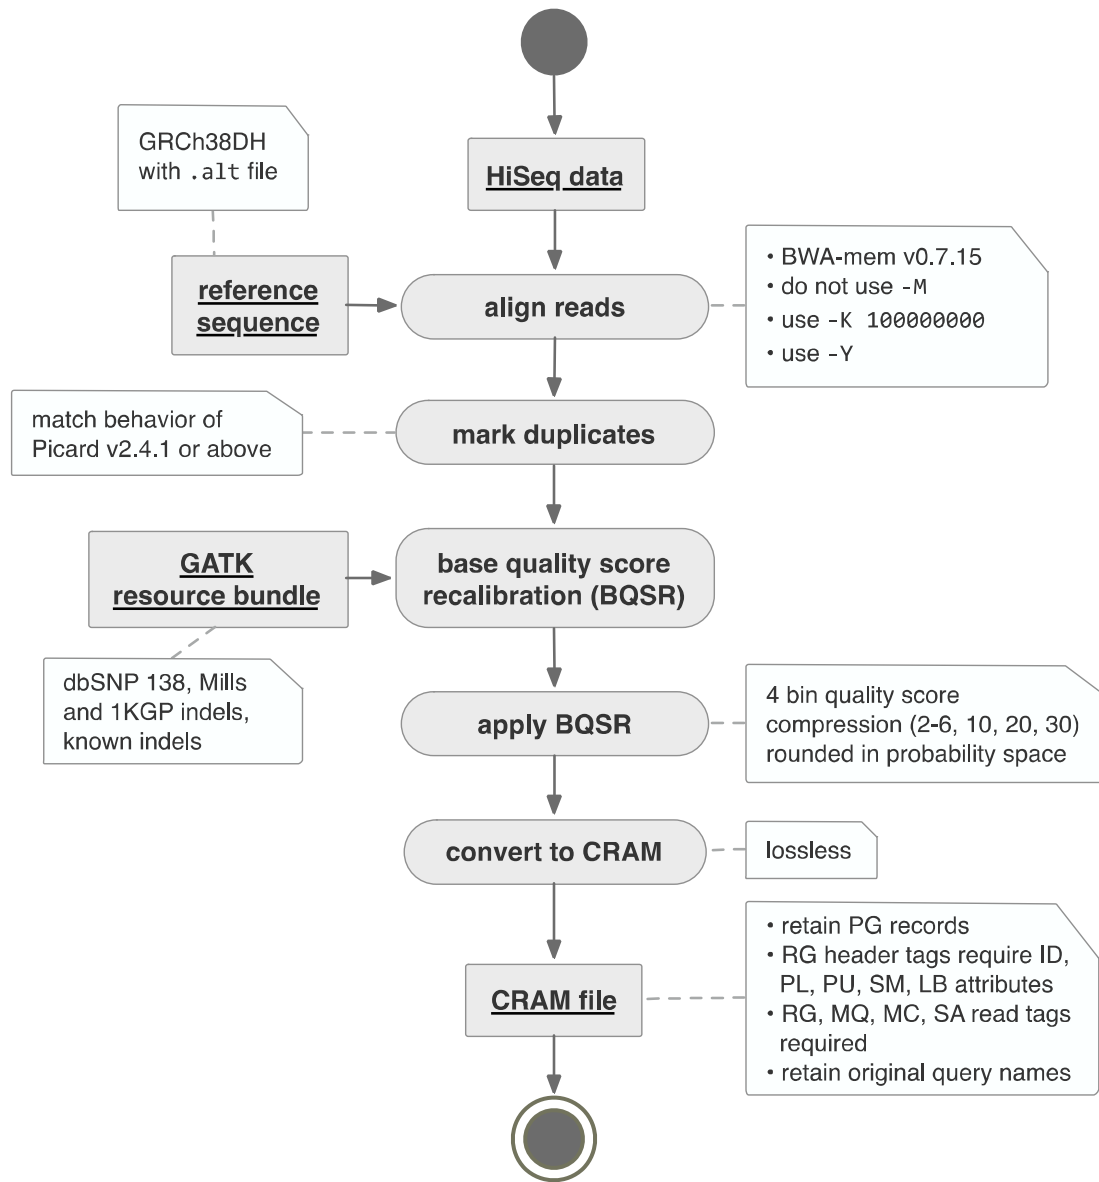 GRCh38DH
with .alt file
HiSeq data
reference
sequence
align reads
• BWA-mem v0.7.15
• do not use -M
• use -K 100000000
• use -Y
match behavior of
Picard v2.4.1 or above
mark duplicates
GATK
resource bundle
base quality score
recalibration (BQSR)
dbSNP 138, Mills
and 1KGP indels,
known indels
apply BQSR
4 bin quality score
compression (2-6, 10, 20, 30)
rounded in probability space
convert to CRAM
lossless
CRAM file
• retain PG records
• RG header tags require ID,
PL, PU, SM, LB attributes
• RG, MQ, MC, SA read tags
required
• retain original query names